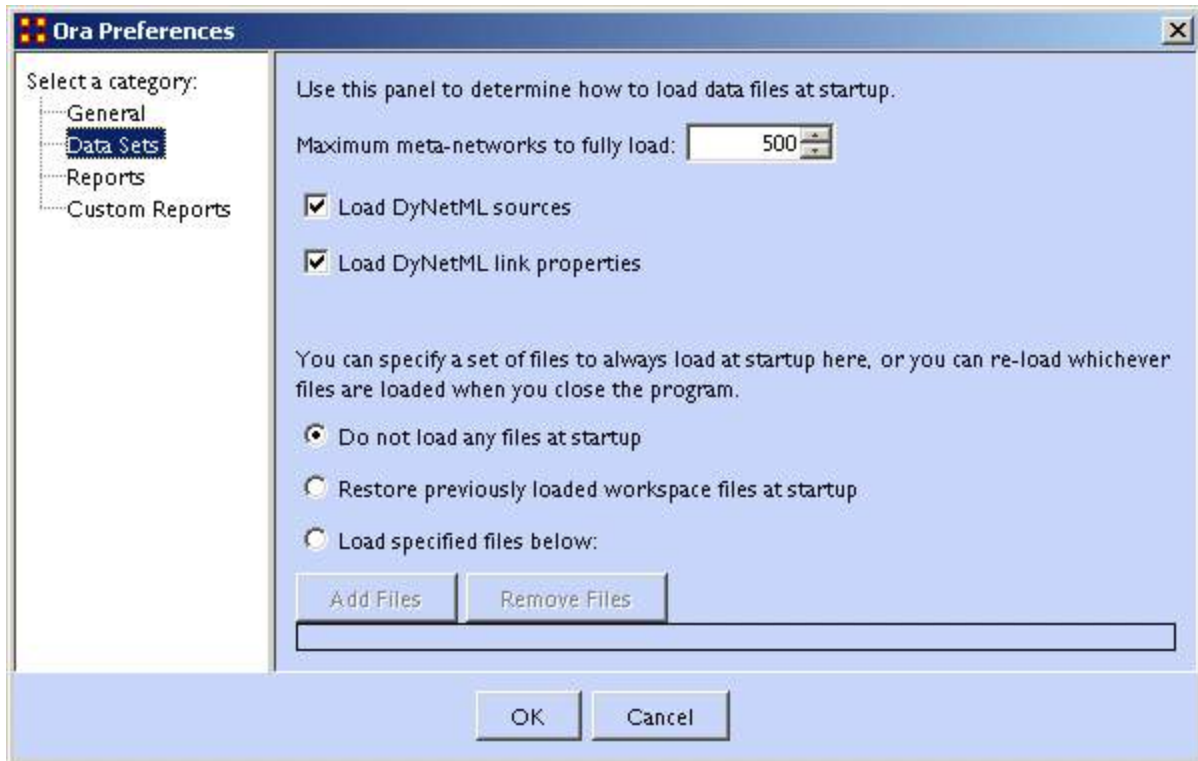 Ora Preferences
Select a category:
General
Data Sets
Reports
Custom Reports
Use this panel to determine how to load data files at startup.
Maximum meta-networks to fully load: 500
Load DyNetML sources
Load DyNetML link properties
You can specify a set of files to always load at startup here, or you can re-load whichever
files are loaded when you close the program.
Do not load any files at startup
Restore previously loaded workspace files at startup
Load specified files below:
Add Files Remove Files
OK Cancel